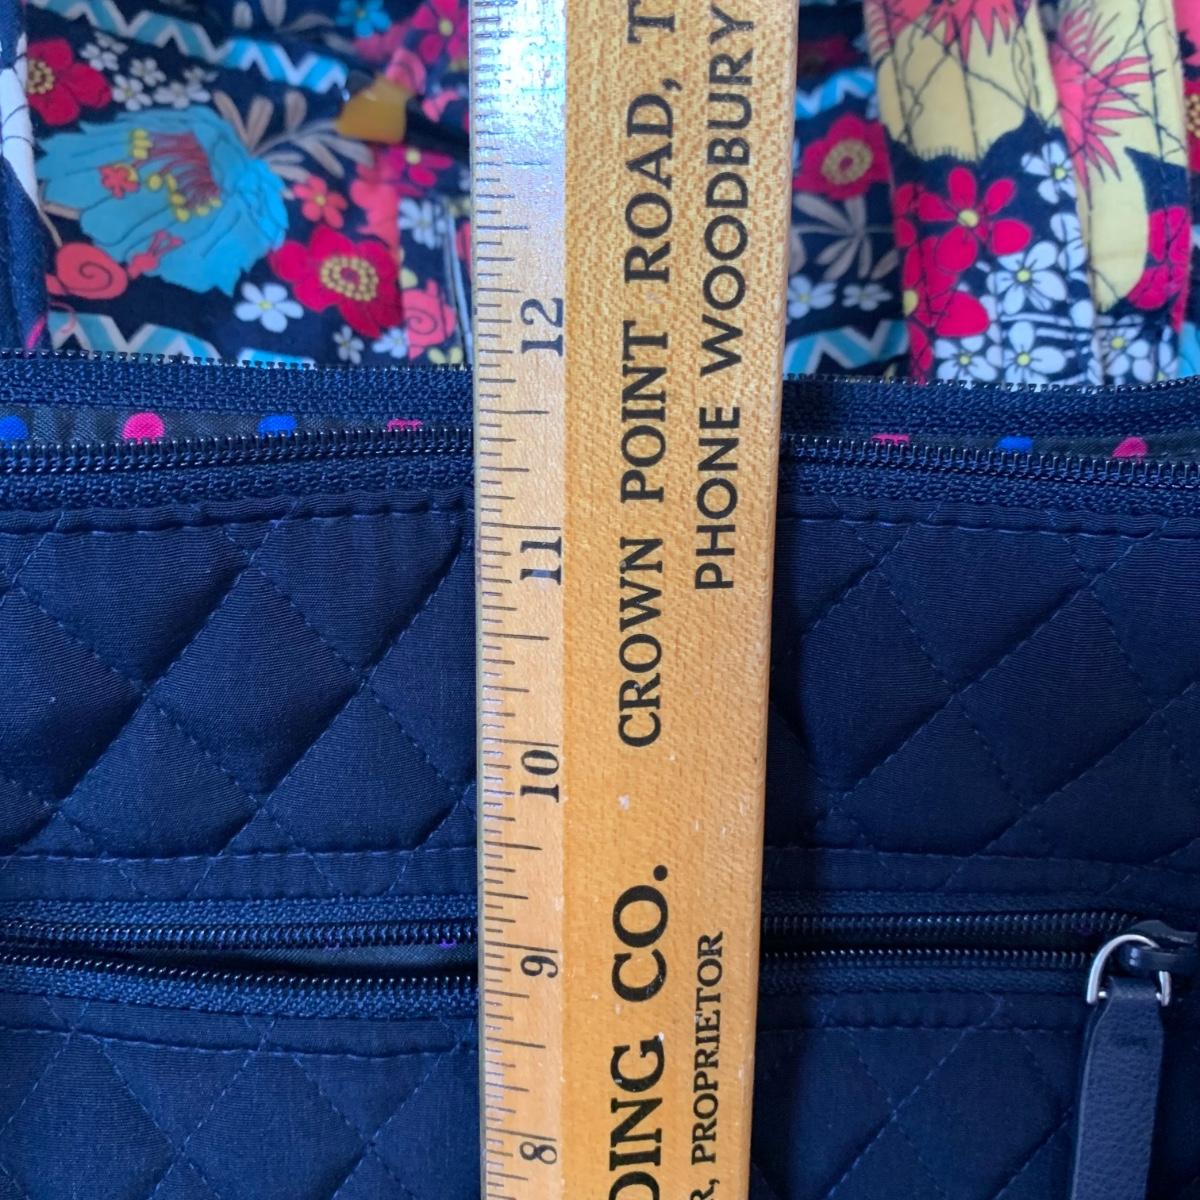 12
11
10
9
8
DING CO.
R, PROPRIETOR
CROWN POINT ROAD, T
PHONE WOODBURY